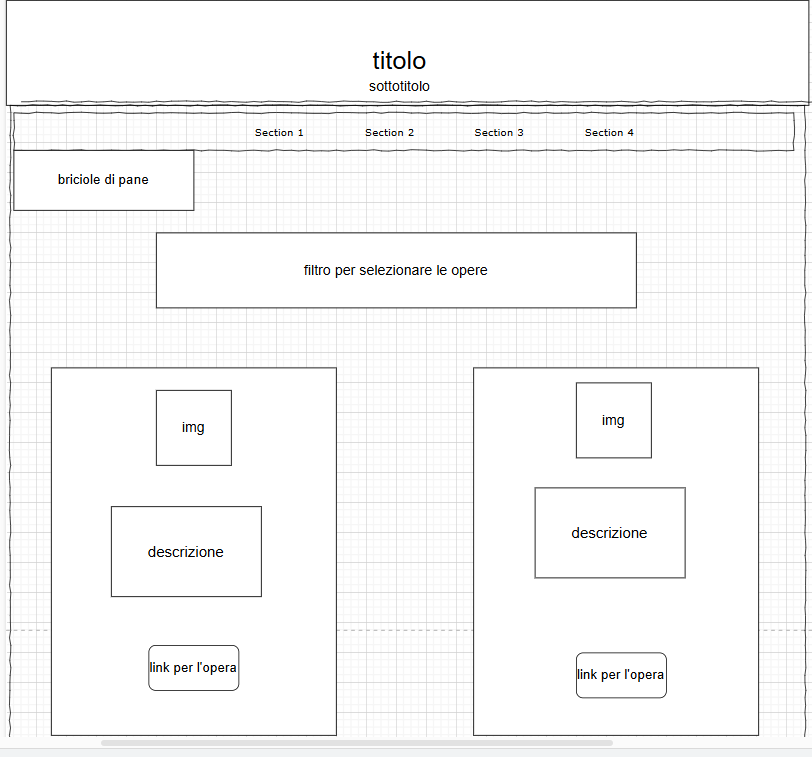 titolo
sottotitolo
Section 1 Section 2 Section 3 Section 4
briciole di pane
filtro per selezionare le opere
img
img
descrizione
descrizione
link per l'opera
link per l'opera